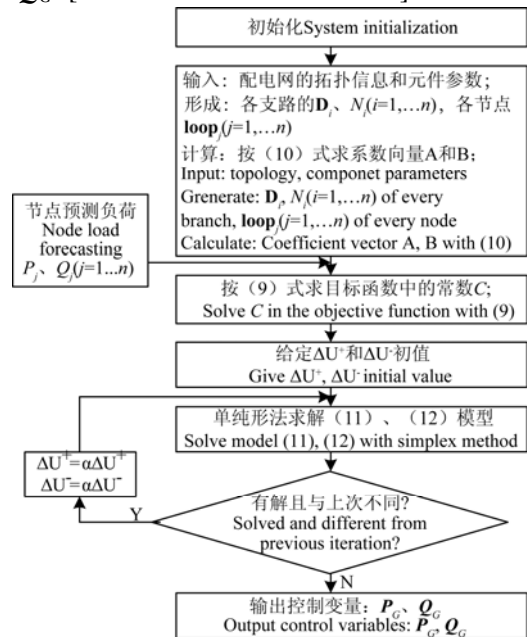 初始化System initialization
输入：配电网的拓扑信息和元件参数；
形成：各支路的Dᵢ、Nᵢ(i=1,…n)，各节点
loopⱼ(j=1,…n)
计算：按（10）式求系数向量A和B；
Input: topology, componet parameters
Grenerate: Dᵢ, Nᵢ(i=1,…n) of every
branch, loopⱼ(j=1,…n) of every node
Calculate: Coefficient vector A, B with (10)
节点预测负荷
Node load
forecasting
Pⱼ、Qⱼ(j=1...n)
按（9）式求目标函数中的常数C;
Solve C in the objective function with (9)
给定ΔU⁺和ΔU⁻初值
Give ΔU⁺, ΔU⁻ initial value
单纯形法求解（11）、（12）模型
Solve model (11), (12) with simplex method
ΔU⁺=αΔU⁺
ΔU⁻=αΔU⁻
有解且与上次不同?
Solved and different from
previous iteration?
Y
N
输出控制变量：P_G、Q_G
Output control variables: P_G, Q_G